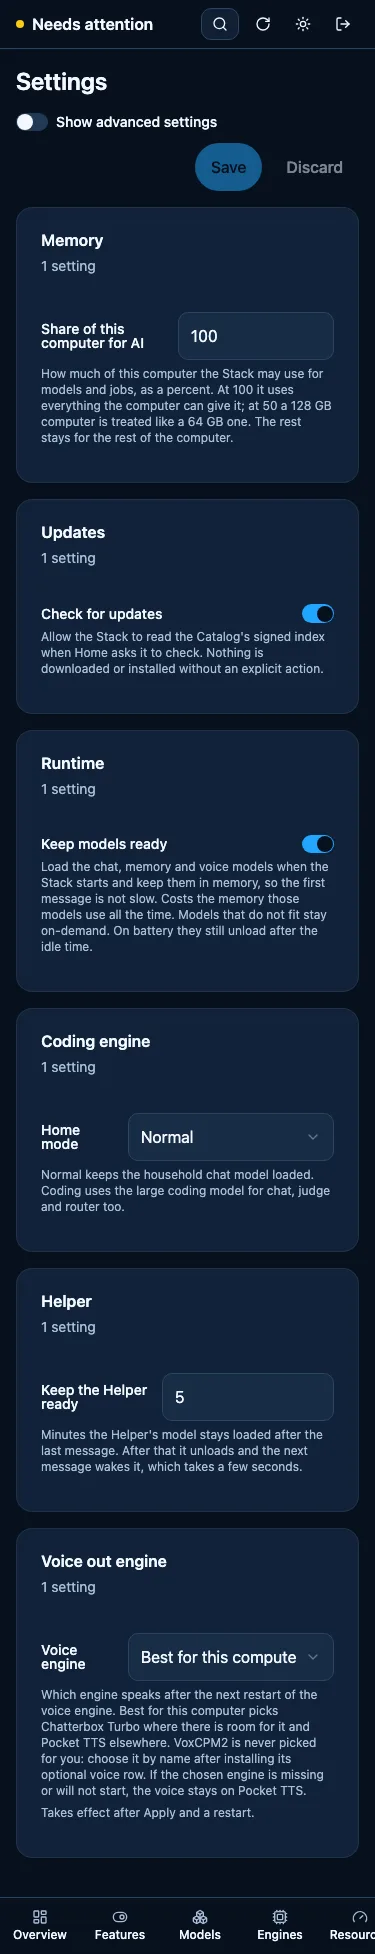 Needs attention
Settings
Show advanced settings
Save
Discard
Memory
1 setting
Share of this
computer for AI
100
How much of this computer the Stack may use for
models and jobs, as a percent. At 100 it uses
everything the computer can give it; at 50 a 128 GB
computer is treated like a 64 GB one. The rest
stays for the rest of the computer.
Updates
1 setting
Check for updates
Allow the Stack to read the Catalog's signed index
when Home asks it to check. Nothing is
downloaded or installed without an explicit action.
Runtime
1 setting
Keep models ready
Load the chat, memory and voice models when the
Stack starts and keep them in memory, so the first
message is not slow. Costs the memory those
models use all the time. Models that do not fit stay
on-demand. On battery they still unload after the
idle time.
Coding engine
1 setting
Home
mode
Normal
Normal keeps the household chat model loaded.
Coding uses the large coding model for chat, judge
and router too.
Helper
1 setting
Keep the Helper
ready
5
Minutes the Helper's model stays loaded after the
last message. After that it unloads and the next
message wakes it, which takes a few seconds.
Voice out engine
1 setting
Voice
engine
Best for this compute
Which engine speaks after the next restart of the
voice engine. Best for this computer picks
Chatterbox Turbo where there is room for it and
Pocket TTS elsewhere. VoxCPM2 is never picked
for you: choose it by name after installing its
optional voice row. If the chosen engine is missing
or will not start, the voice stays on Pocket TTS.
Takes effect after Apply and a restart.
Overview
Features
Models
Engines
Resourc